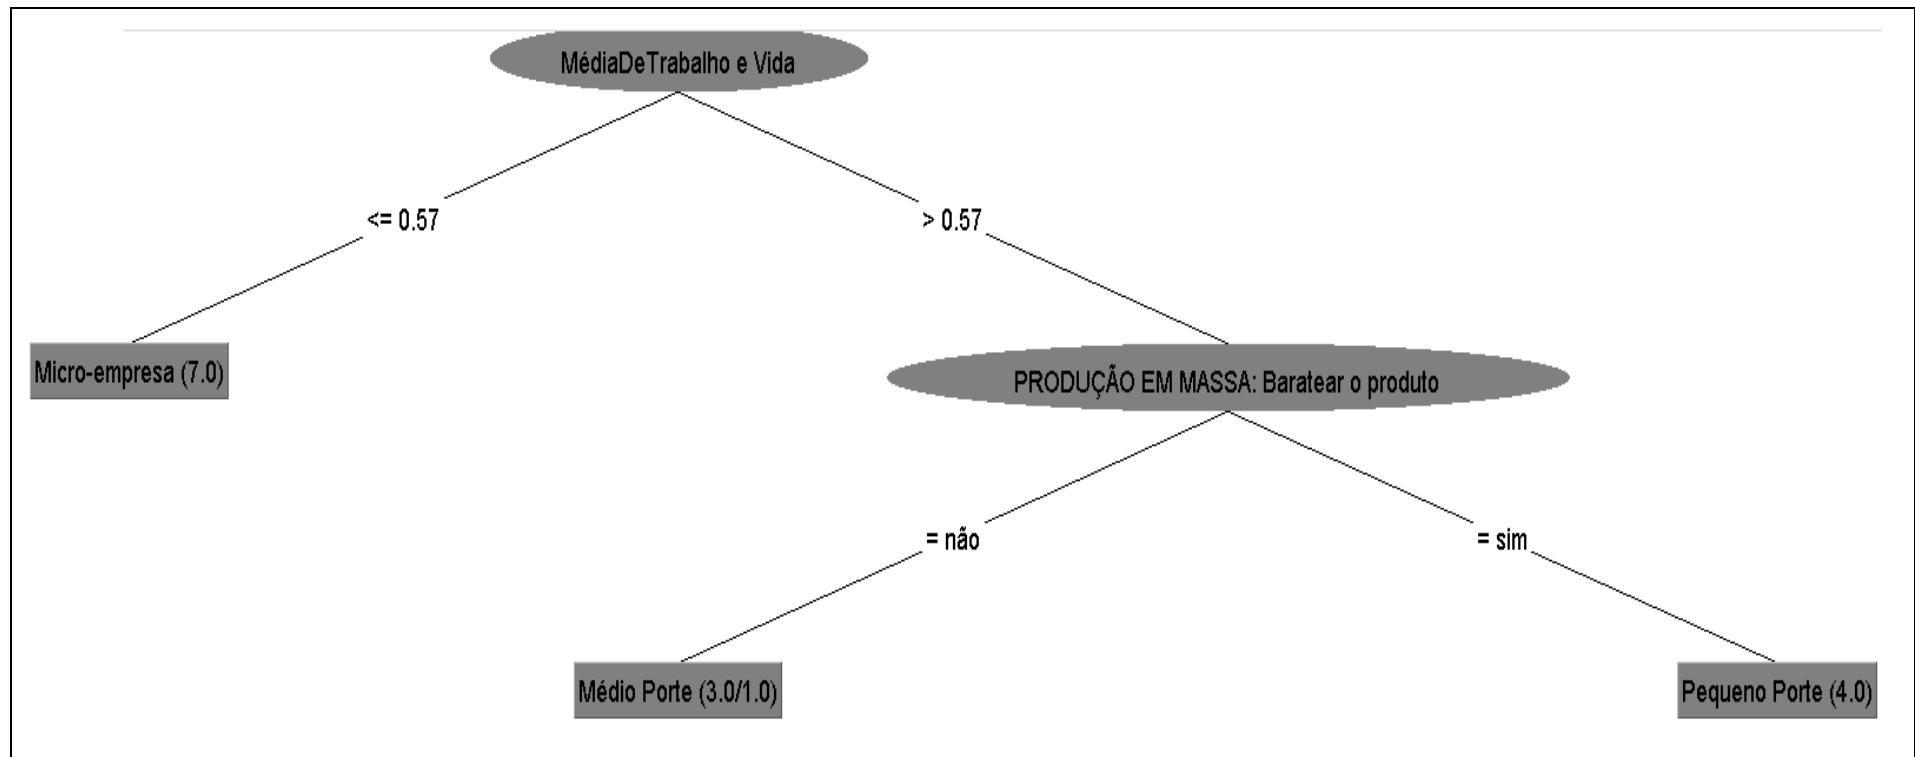 MédiaDeTrabalho e Vida
<= 0.57
> 0.57
Micro-empresa (7.0)
PRODUÇÃO EM MASSA: Baratear o produto
= não
= sim
Médio Porte (3.0/1.0)
Pequeno Porte (4.0)